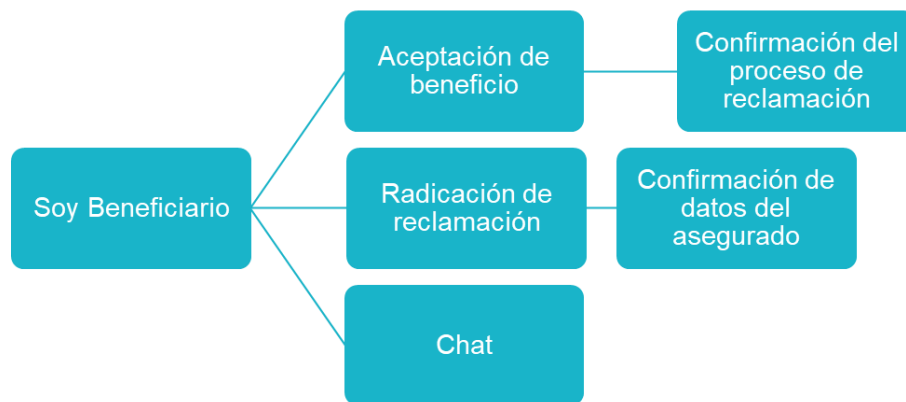 Soy Beneficiario
Aceptación de
beneficio
Confirmación del
proceso de
reclamación
Radicación de
reclamación
Confirmación de
datos del
asegurado
Chat